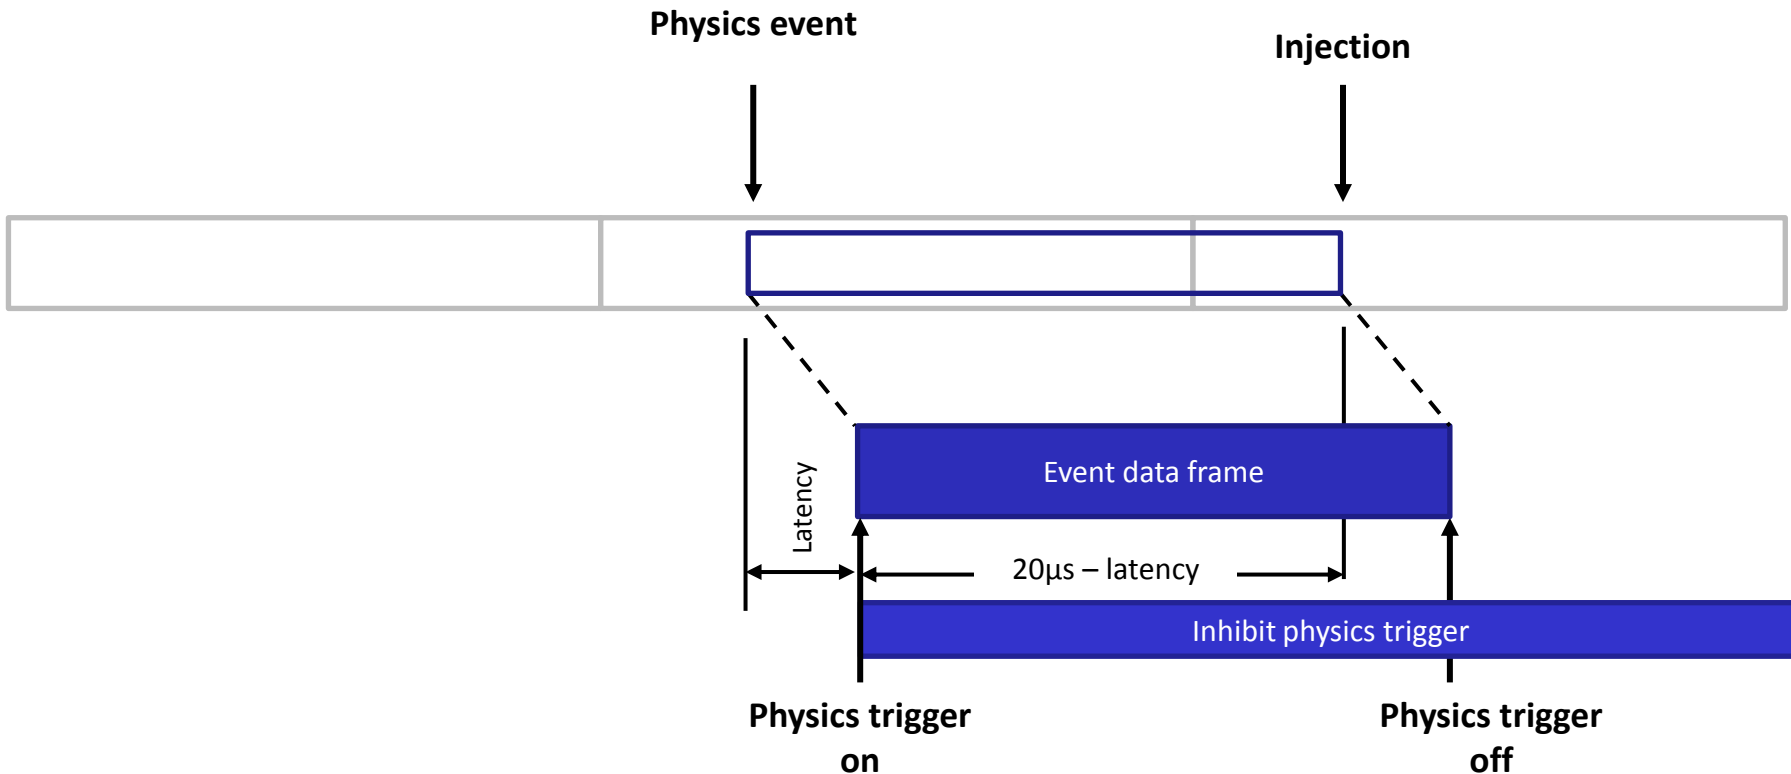 Physics event
Injection
Latency
Event data frame
20µs – latency
Inhibit physics trigger
Physics trigger
on
Physics trigger
off